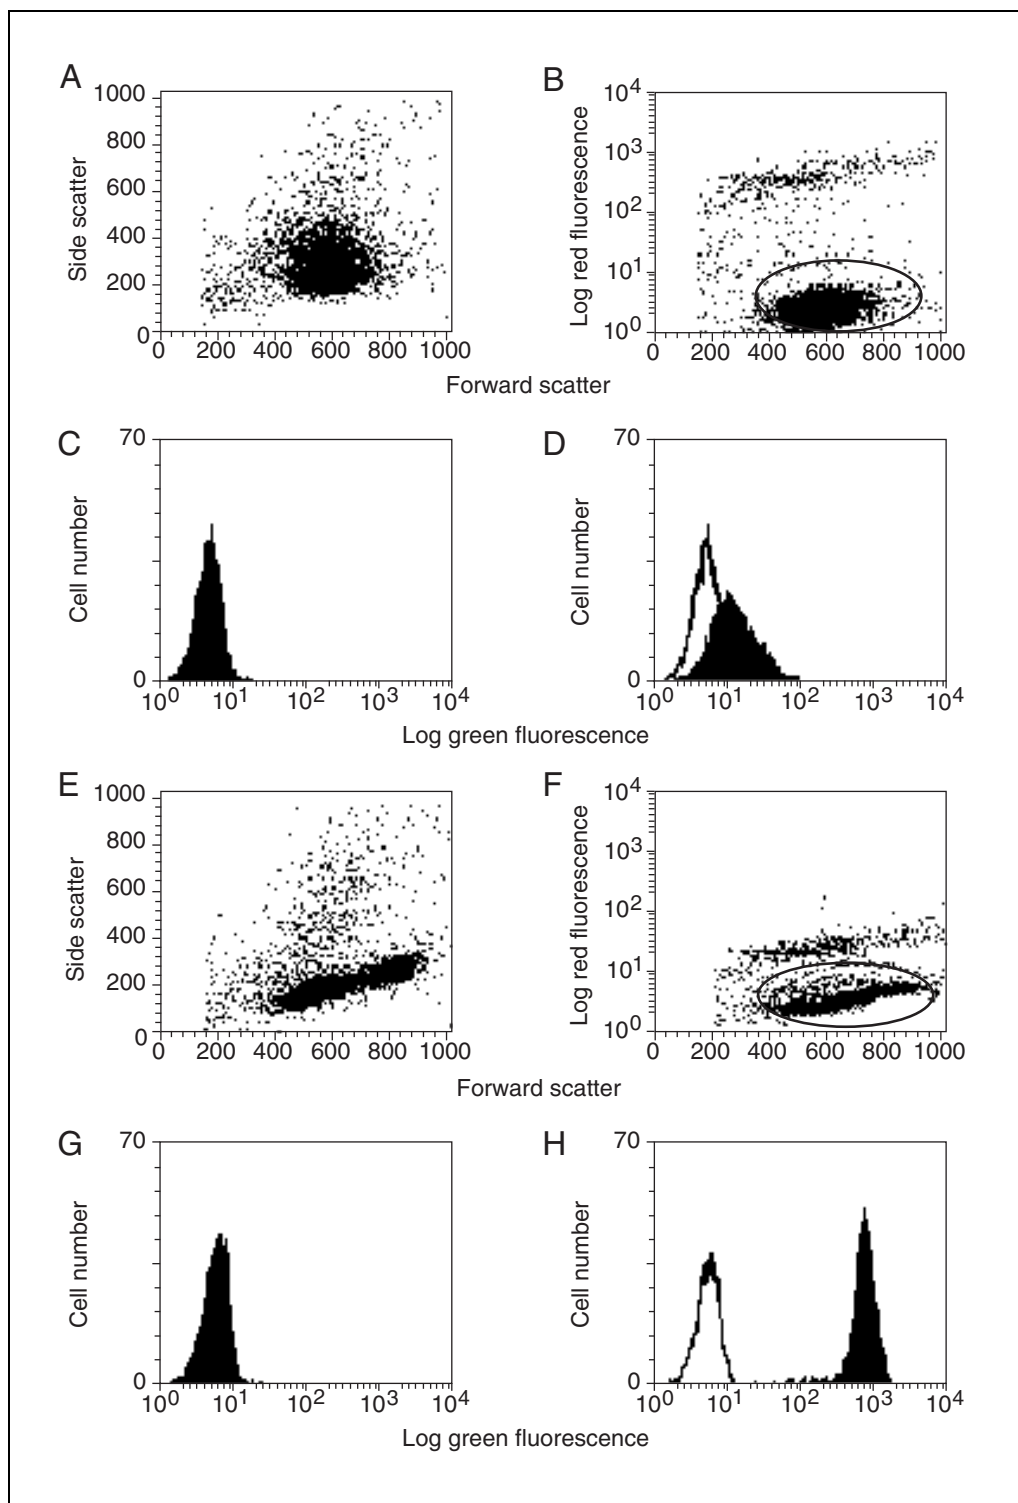 A
B
1000
800
600
400
200
0
Side scatter
0 200 400 600 800 1000
10^4
10^3
10^2
10^1
10^0
Log red fluorescence
0 200 400 600 800 1000
Forward scatter
C
D
70
0
Cell number
10^0 10^1 10^2 10^3 10^4
70
0
Cell number
10^0 10^1 10^2 10^3 10^4
Log green fluorescence
E
F
1000
800
600
400
200
0
Side scatter
0 200 400 600 800 1000
10^4
10^3
10^2
10^1
10^0
Log red fluorescence
0 200 400 600 800 1000
Forward scatter
G
H
70
0
Cell number
10^0 10^1 10^2 10^3 10^4
70
0
Cell number
10^0 10^1 10^2 10^3 10^4
Log green fluorescence